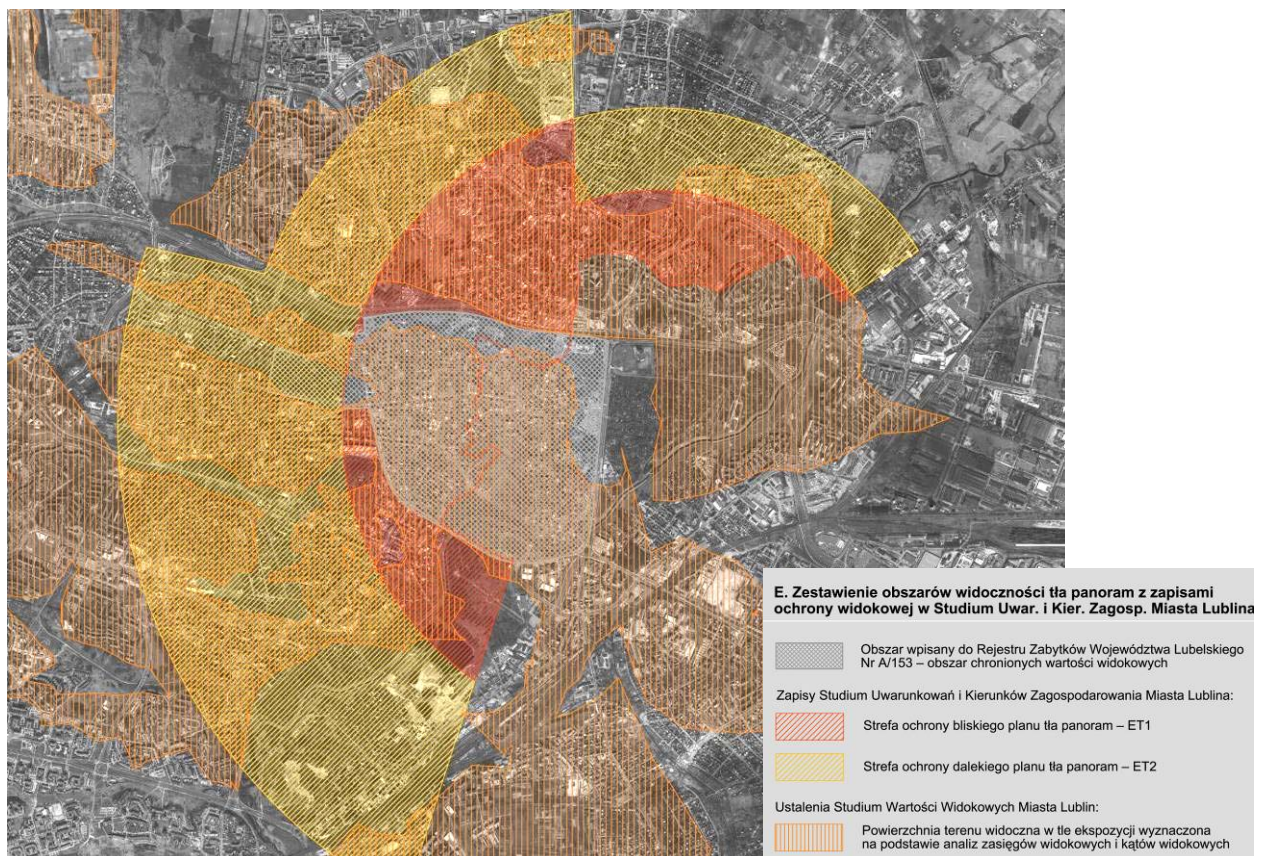 E. Zestawienie obszarów widoczności tła panoram z zapisami
ochrony widokowej w Studium Uwar. i Kier. Zagosp. Miasta Lublina
Obszar wpisany do Rejestru Zabytków Województwa Lubelskiego
Nr A/153 – obszar chronionych wartości widokowych
Zapisy Studium Uwarunkowań i Kierunków Zagospodarowania Miasta Lublina:
Strefa ochrony bliskiego planu tła panoram – ET1
Strefa ochrony dalekiego planu tła panoram – ET2
Ustalenia Studium Wartości Widokowych Miasta Lublin:
Powierzchnia terenu widoczna w tle ekspozycji wyznaczona
na podstawie analiz zasięgów widokowych i kątów widokowych